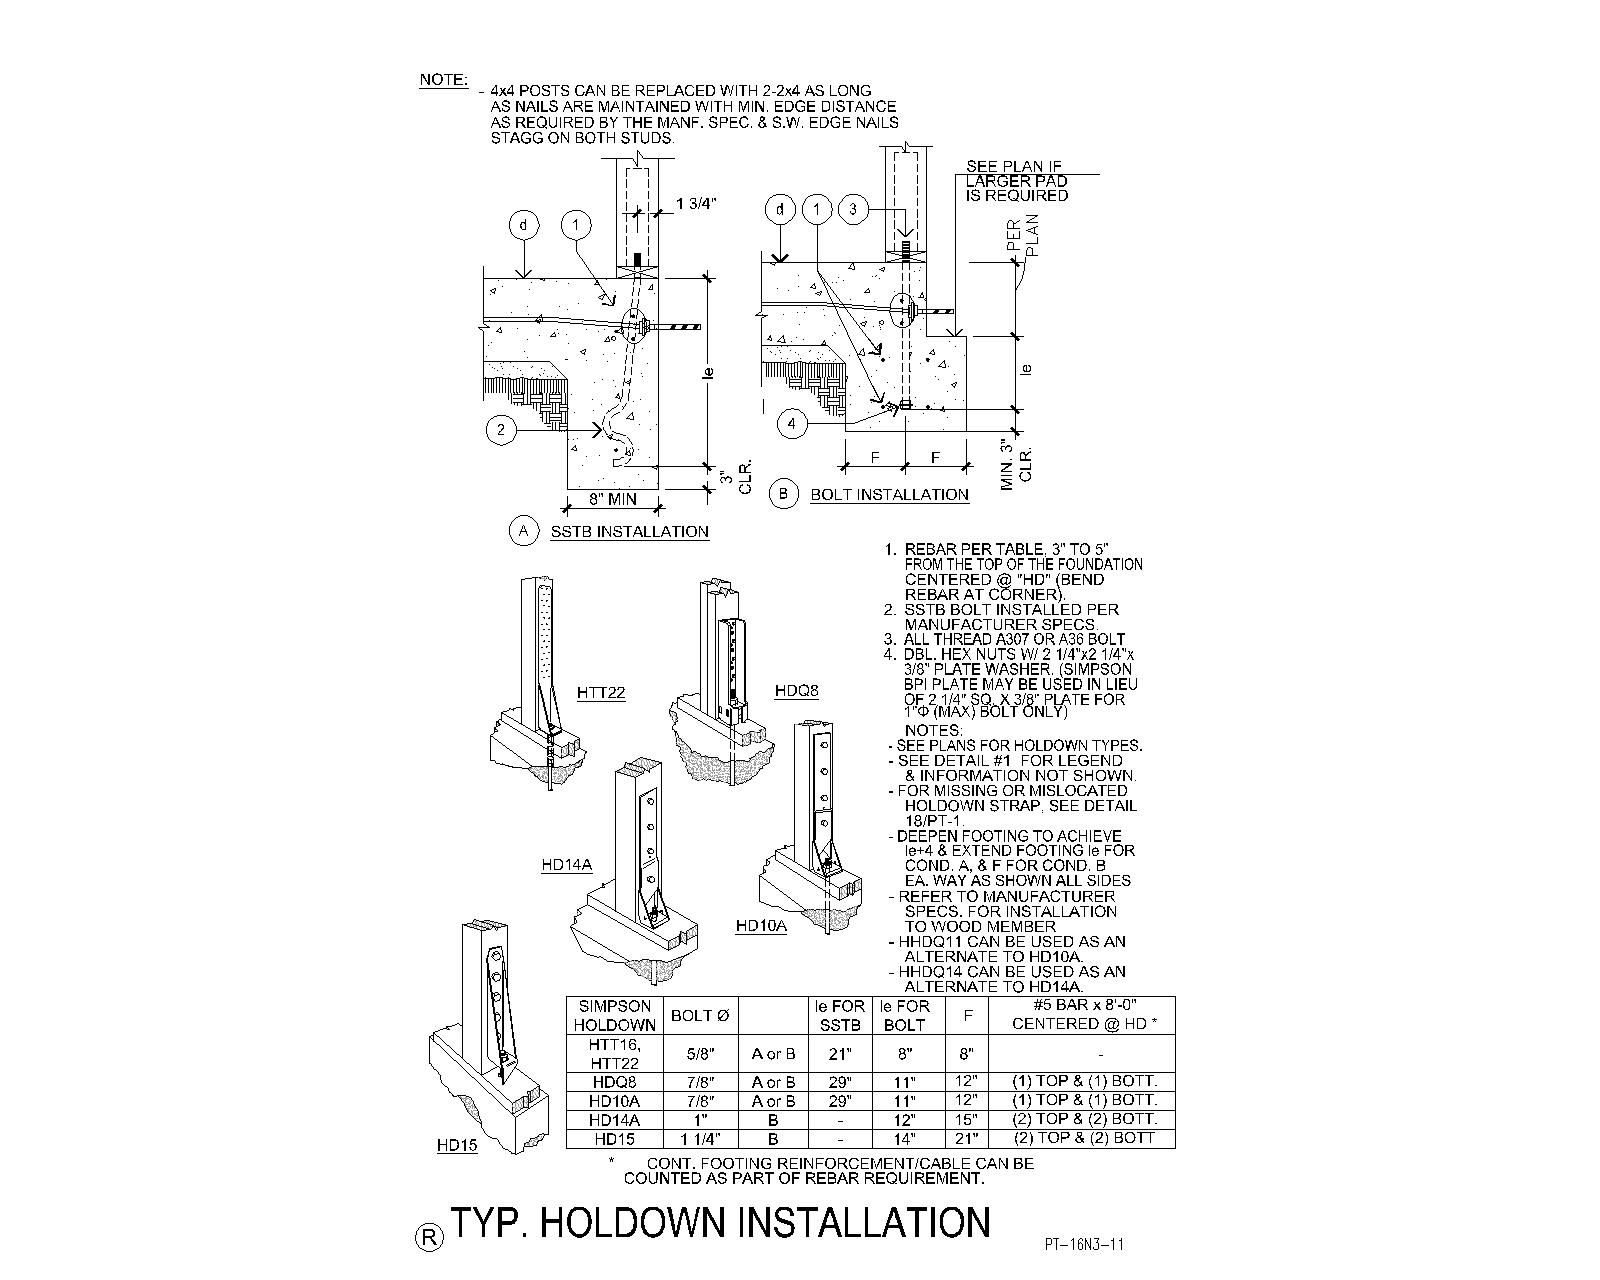 NOTE:
- 4x4 POSTS CAN BE REPLACED WITH 2-2x4 AS LONG
AS NAILS ARE MAINTAINED WITH MIN. EDGE DISTANCE
AS REQUIRED BY THE MANF. SPEC. & S.W. EDGE NAILS
STAGG ON BOTH STUDS.
1 3/4"
d
1
le
2
3"
CLR.
8" MIN
A SSTB INSTALLATION
d
1
3
SEE PLAN IF
LARGER PAD
IS REQUIRED
PER
PLAN
le
4
F
F
MIN. 3"
CLR.
B BOLT INSTALLATION
1. REBAR PER TABLE, 3" TO 5"
FROM THE TOP OF THE FOUNDATION
CENTERED @ "HD" (BEND
REBAR AT CORNER).
2. SSTB BOLT INSTALLED PER
MANUFACTURER SPECS.
3. ALL THREAD A307 OR A36 BOLT
4. DBL. HEX NUTS W/ 2 1/4"x2 1/4"x
3/8" PLATE WASHER. (SIMPSON
BPI PLATE MAY BE USED IN LIEU
OF 2 1/4" SQ. X 3/8" PLATE FOR
1"Φ (MAX) BOLT ONLY)
NOTES:
- SEE PLANS FOR HOLDOWN TYPES.
- SEE DETAIL #1 FOR LEGEND
& INFORMATION NOT SHOWN.
- FOR MISSING OR MISLOCATED
HOLDOWN STRAP, SEE DETAIL
18/PT-1.
- DEEPEN FOOTING TO ACHIEVE
le+4 & EXTEND FOOTING le FOR
COND. A, & F FOR COND. B
EA. WAY AS SHOWN ALL SIDES
- REFER TO MANUFACTURER
SPECS. FOR INSTALLATION
TO WOOD MEMBER
- HHDQ11 CAN BE USED AS AN
ALTERNATE TO HD10A.
- HHDQ14 CAN BE USED AS AN
ALTERNATE TO HD14A.
HTT22
HDQ8
HD14A
HD10A
HD15
SIMPSON HOLDOWN BOLT Ø le FOR SSTB le FOR BOLT F #5 BAR x 8'-0" CENTERED @ HD *
HTT16, HTT22 5/8" A or B 21" 8" 8" -
HDQ8 7/8" A or B 29" 11" 12" (1) TOP & (1) BOTT.
HD10A 7/8" A or B 29" 11" 12" (1) TOP & (1) BOTT.
HD14A 1" B - 12" 15" (2) TOP & (2) BOTT.
HD15 1 1/4" B - 14" 21" (2) TOP & (2) BOTT
* CONT. FOOTING REINFORCEMENT/CABLE CAN BE
COUNTED AS PART OF REBAR REQUIREMENT.
R TYP. HOLDOWN INSTALLATION
PT-16N3-11